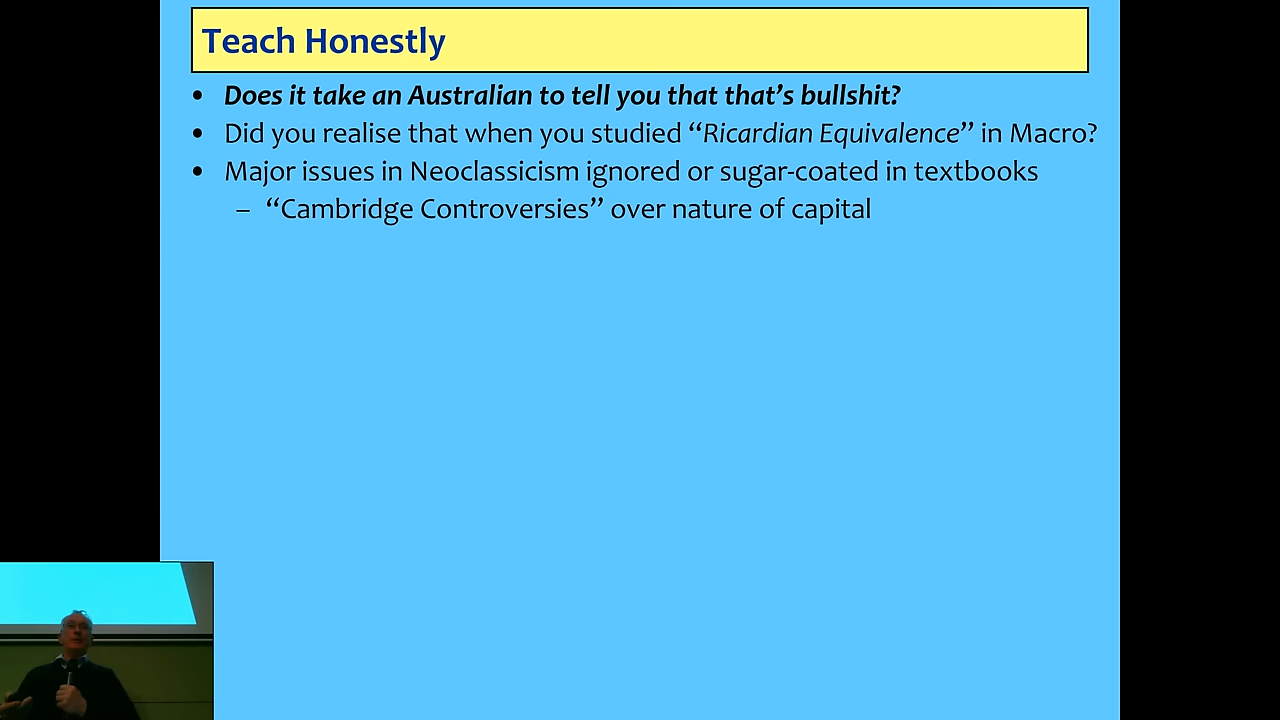 Teach Honestly
• Does it take an Australian to tell you that that’s bullshit?
• Did you realise that when you studied “Ricardian Equivalence” in Macro?
• Major issues in Neoclassicism ignored or sugar-coated in textbooks
– “Cambridge Controversies” over nature of capital